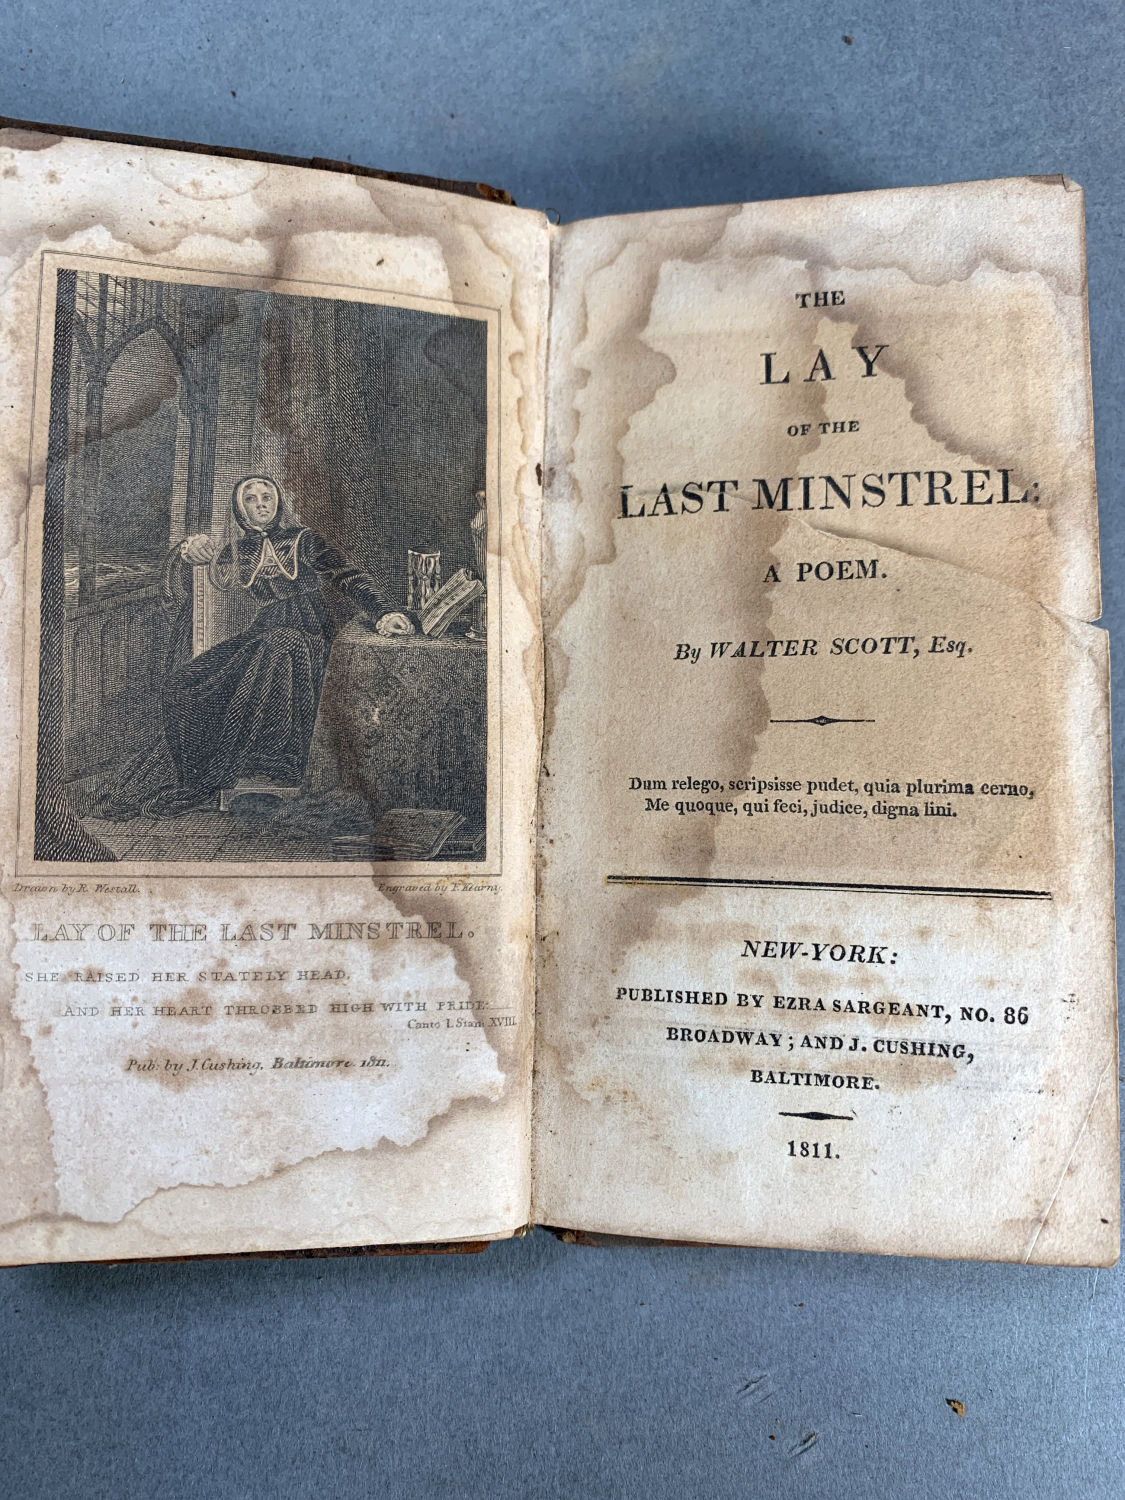 Drawn by R. Westall.
Engraved by F. Kearny.
LAY OF THE LAST MINSTREL.
SHE RAISED HER STATELY HEAD,
AND HER HEART THROBBED HIGH WITH PRIDE:
Canto I. Stan: XVIII.
Pub: by J. Cushing, Baltimore 1811.
THE
LAY
OF THE
LAST MINSTREL:
A POEM.
By WALTER SCOTT, Esq.
Dum relego, scripsisse pudet, quia plurima cerno,
Me quoque, qui feci, judice, digna lini.
NEW-YORK:
PUBLISHED BY EZRA SARGEANT, NO. 86
BROADWAY; AND J. CUSHING,
BALTIMORE.
1811.